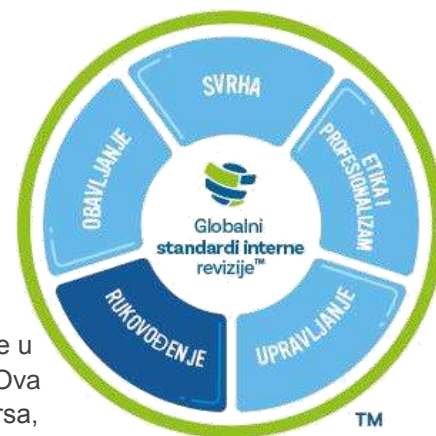 SVRHA
ETIKA I
PROFESIONALIZAM
UPRAVLJANJE
RUKOVOĐENJE
OBAVLJANJE
Globalni
standardi interne
revizije™
e u
Ova
rsa,
TM